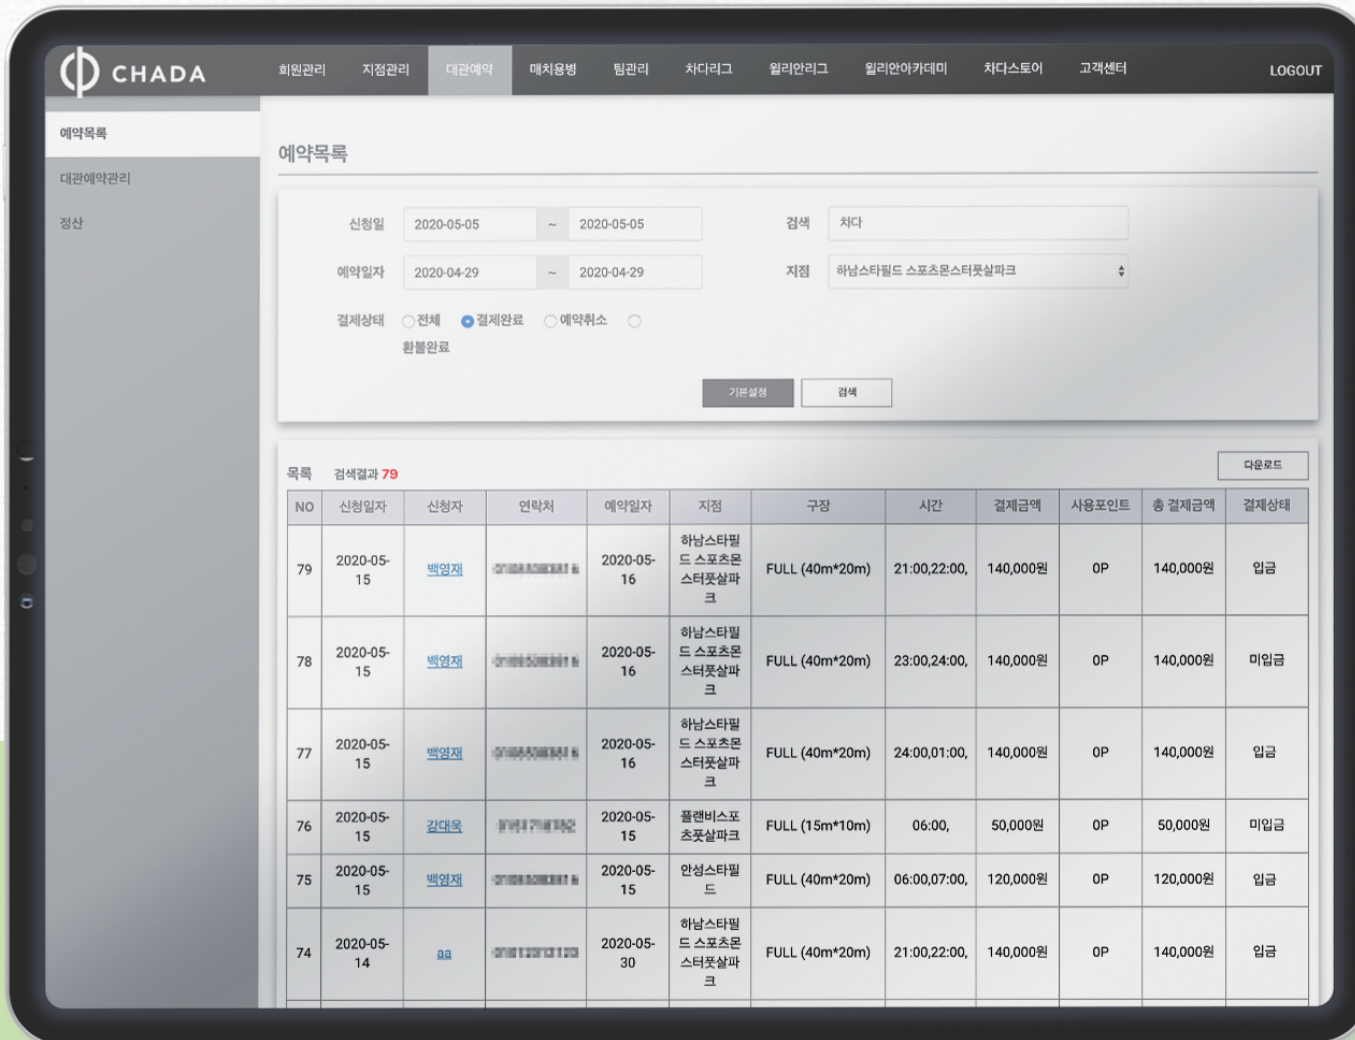 CHADA
회원관리 지점관리 대관예약 매치용병 팀관리 차다리그 윌리안리그 윌리안아카데미 차다스토어 고객센터 LOGOUT
예약목록
대관예약관리
정산
예약목록
신청일 2020-05-05 ~ 2020-05-05 검색 차다
예약일자 2020-04-29 ~ 2020-04-29 지점 하남스타필드 스포츠몬스터풋살파크
결제상태 전체 결제완료 예약취소
환불완료
기본설정 검색
목록 검색결과 79 다운로드
NO 신청일자 신청자 연락처 예약일자 지점 구장 시간 결제금액 사용포인트 총 결제금액 결제상태
79 2020-05-15 백영재 2020-05-16 하남스타필드 스포츠몬스터풋살파크 FULL (40m*20m) 21:00,22:00, 140,000원 0P 140,000원 입금
78 2020-05-15 백영재 2020-05-16 하남스타필드 스포츠몬스터풋살파크 FULL (40m*20m) 23:00,24:00, 140,000원 0P 140,000원 미입금
77 2020-05-15 백영재 2020-05-16 하남스타필드 스포츠몬스터풋살파크 FULL (40m*20m) 24:00,01:00, 140,000원 0P 140,000원 입금
76 2020-05-15 강대욱 2020-05-15 플랜비스포츠풋살파크 FULL (15m*10m) 06:00, 50,000원 0P 50,000원 미입금
75 2020-05-15 백영재 2020-05-15 안성스타필드 FULL (40m*20m) 06:00,07:00, 120,000원 0P 120,000원 입금
74 2020-05-14 aa 2020-05-30 하남스타필드 스포츠몬스터풋살파크 FULL (40m*20m) 21:00,22:00, 140,000원 0P 140,000원 입금